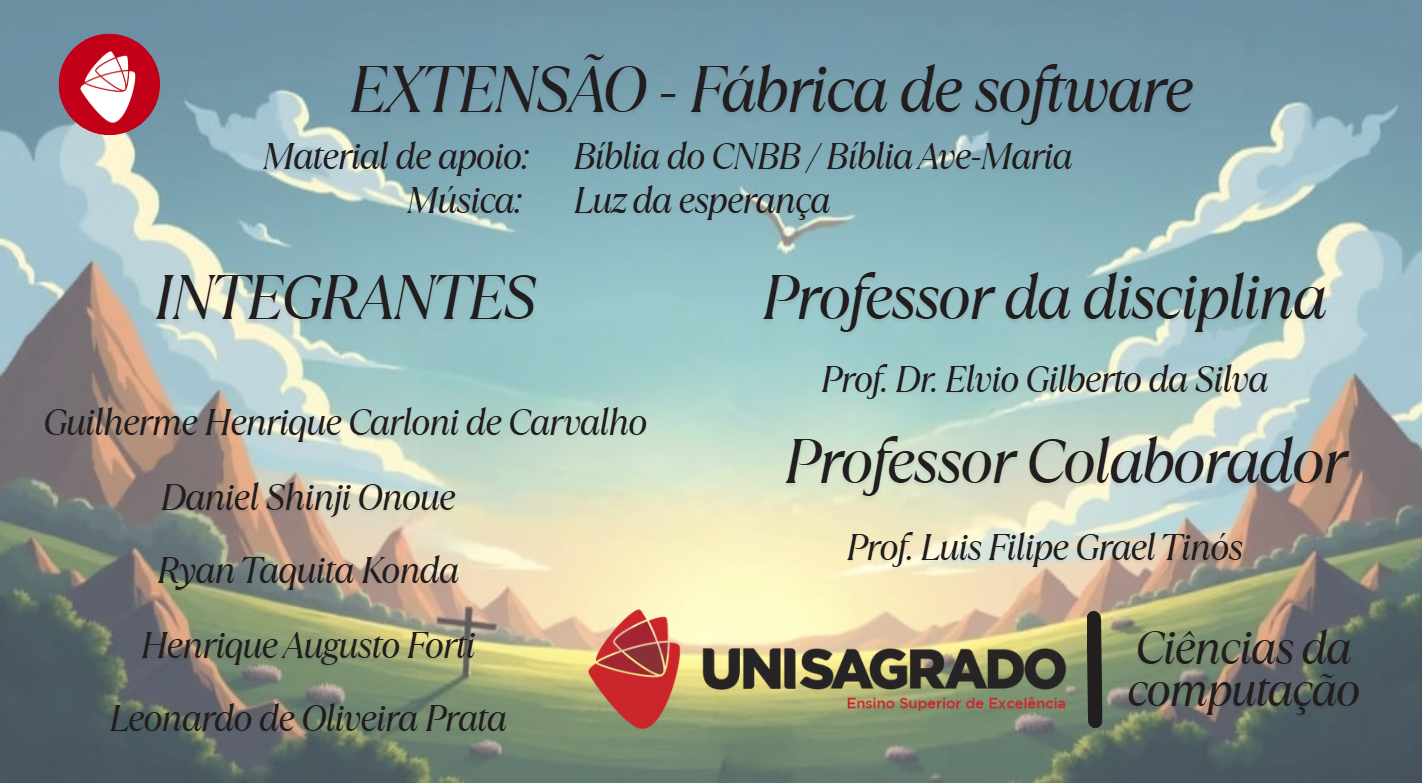 EXTENSÃO - Fábrica de software
Material de apoio: Bíblia do CNBB / Bíblia Ave-Maria
Música: Luz da esperança
INTEGRANTES
Guilherme Henrique Carloni de Carvalho
Daniel Shinji Onoue
Ryan Taquita Konda
Henrique Augusto Forti
Leonardo de Oliveira Prata
Professor da disciplina
Prof. Dr. Elvio Gilberto da Silva
Professor Colaborador
Prof. Luis Filipe Grael Tinós
UNISAGRADO
Ensino Superior de Excelência
Ciências da
computação